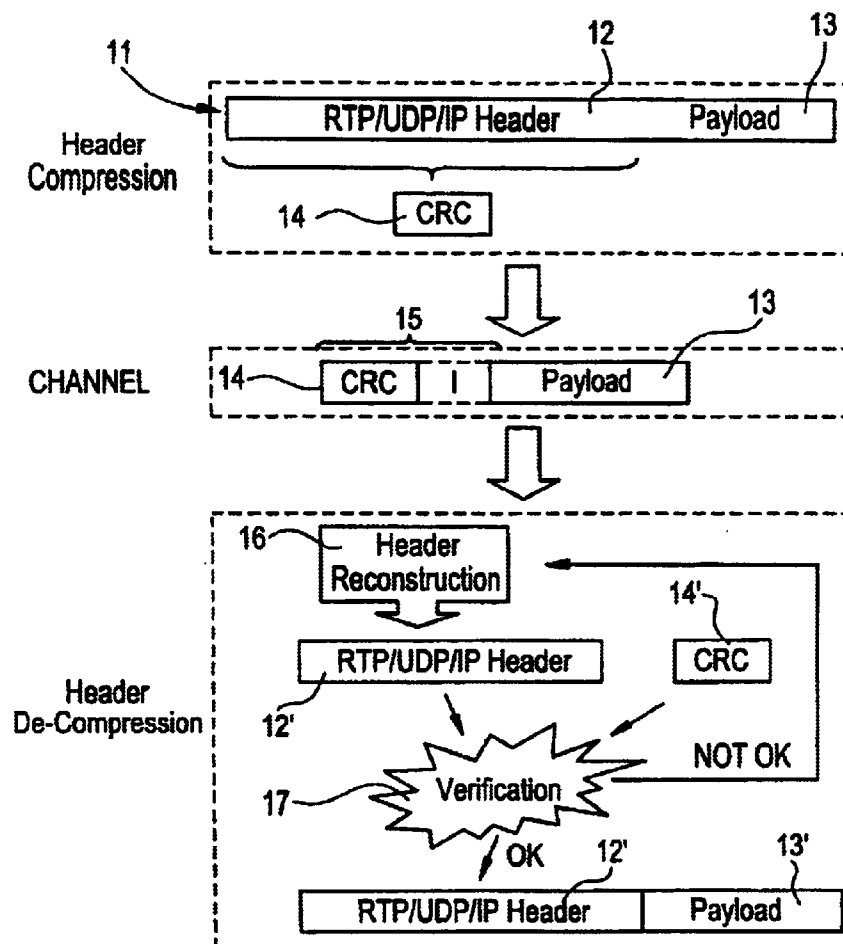 11
12
13
Header
Compression
RTP/UDP/IP Header
Payload
14
CRC
15
13
CHANNEL
14
CRC
I
Payload
16
Header
Reconstruction
14'
RTP/UDP/IP Header
CRC
Header
De-Compression
12'
17
Verification
NOT OK
OK
12'
13'
RTP/UDP/IP Header
Payload